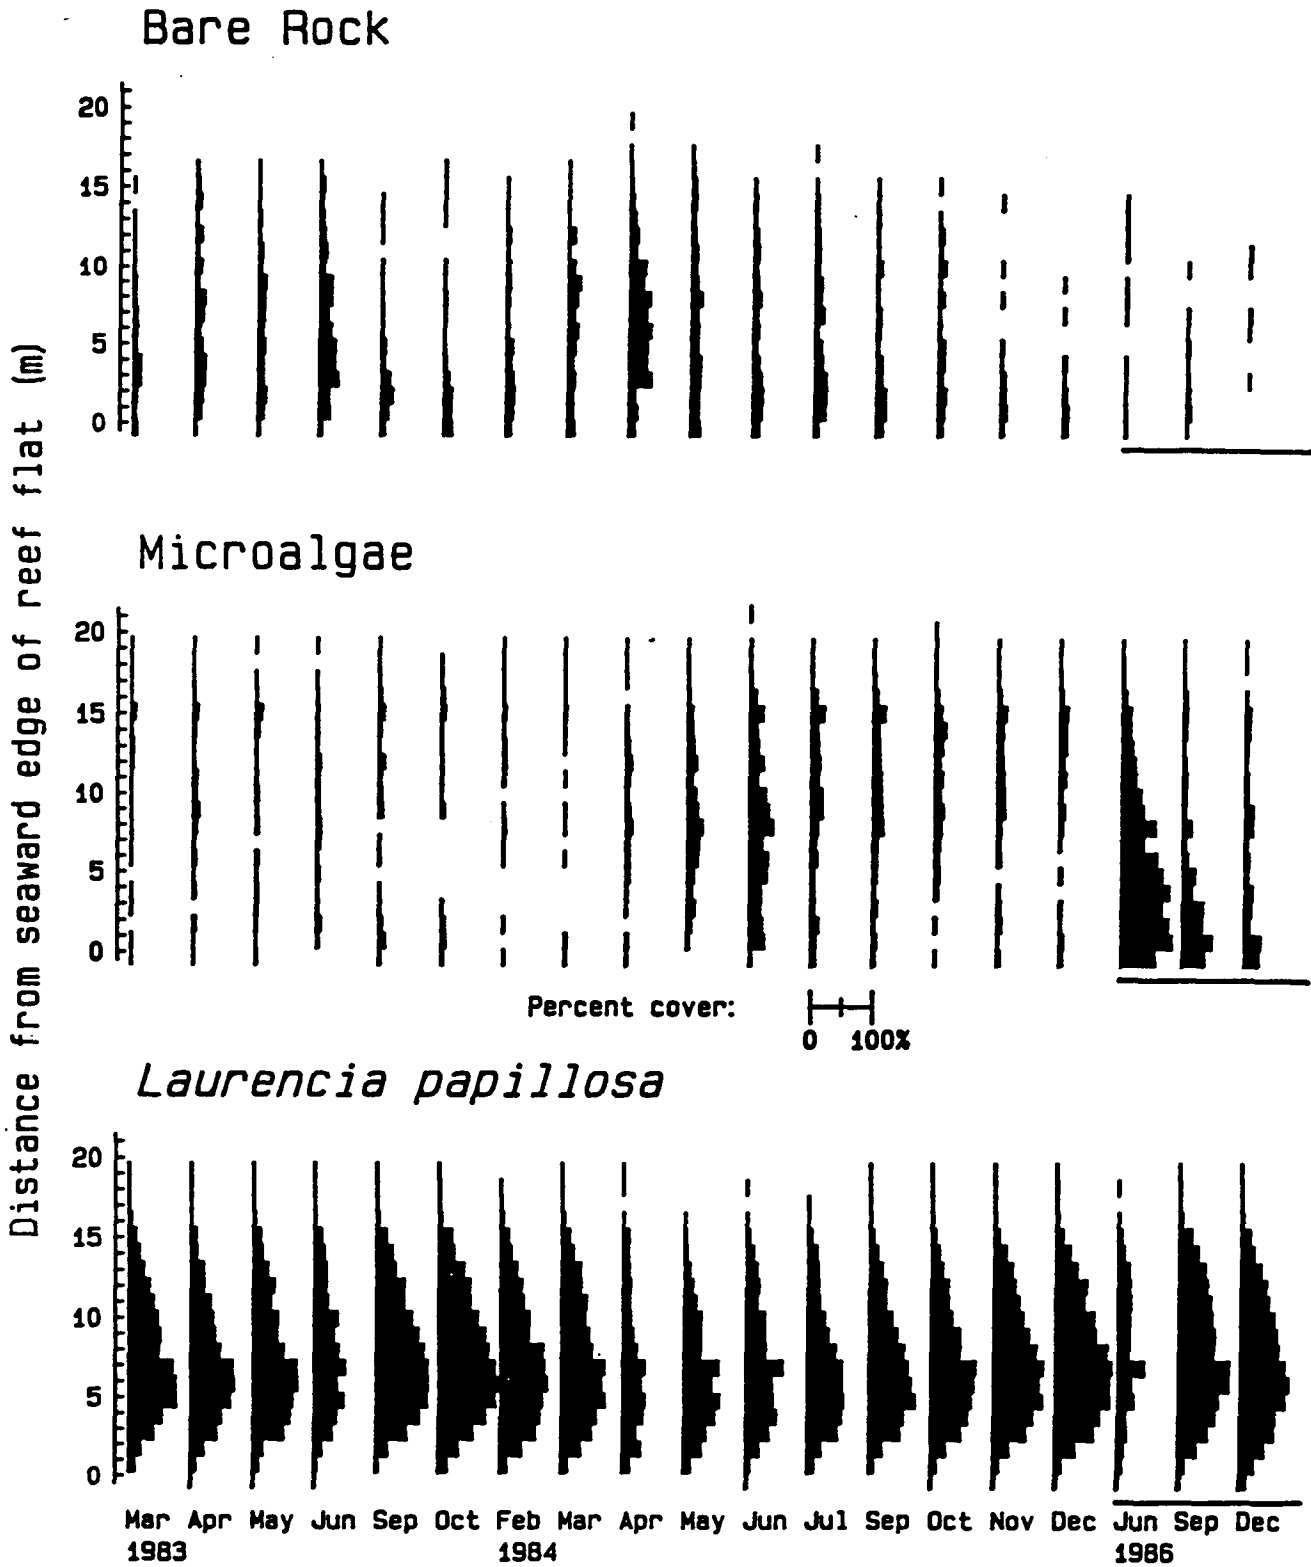 Bare Rock
20
15
10
5
0
Microalgae
20
15
10
5
0
Percent cover:
0 100%
Laurencia papillosa
20
15
10
5
0
Distance from seaward edge of reef flat (m)
Mar Apr May Jun Sep Oct Feb Mar Apr May Jun Jul Sep Oct Nov Dec Jun Sep Dec
1983 1984 1986